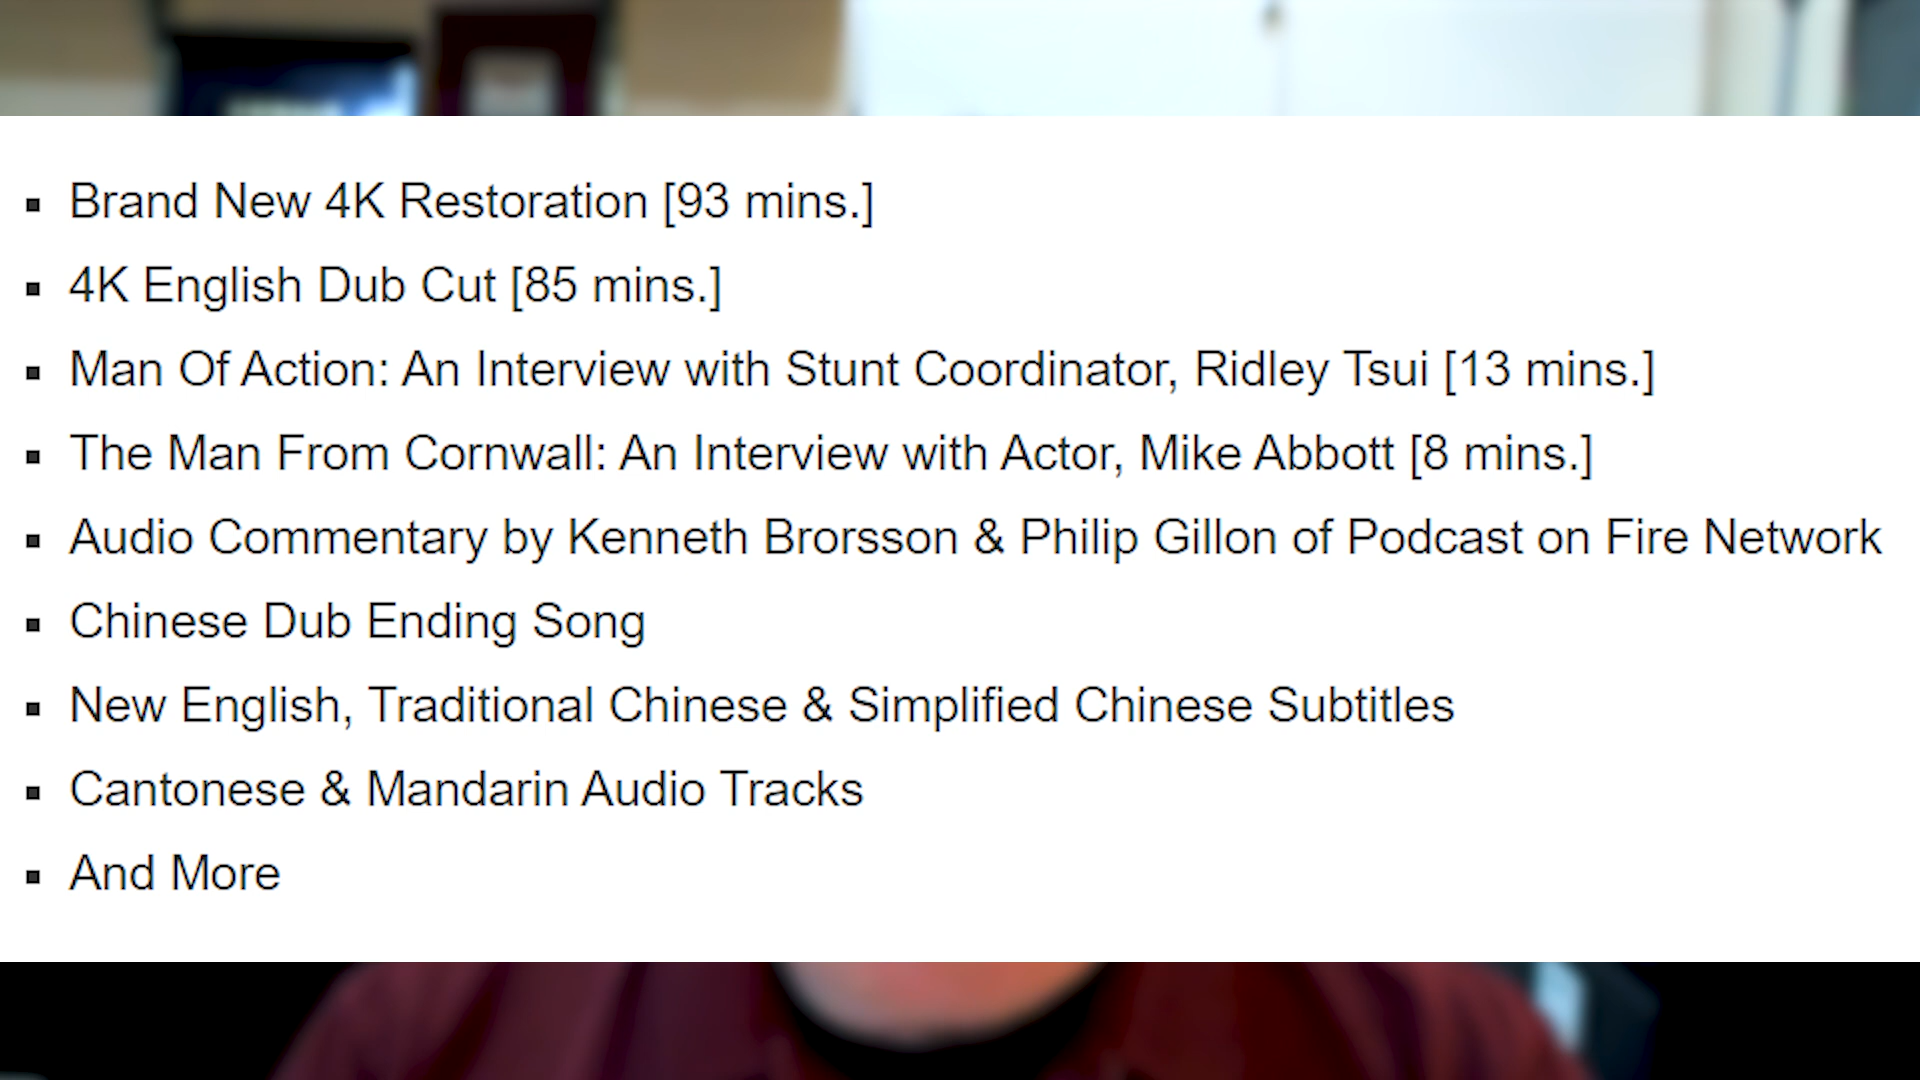 Brand New 4K Restoration [93 mins.]
4K English Dub Cut [85 mins.]
Man Of Action: An Interview with Stunt Coordinator, Ridley Tsui [13 mins.]
The Man From Cornwall: An Interview with Actor, Mike Abbott [8 mins.]
Audio Commentary by Kenneth Brorsson & Philip Gillon of Podcast on Fire Network
Chinese Dub Ending Song
New English, Traditional Chinese & Simplified Chinese Subtitles
Cantonese & Mandarin Audio Tracks
And More